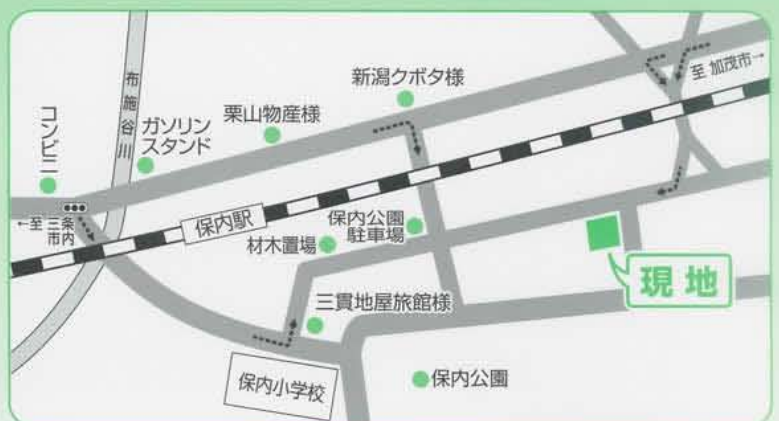 布施谷川
新潟クボタ様
至 加茂市→
コンビニ
ガソリン
スタンド
栗山物産様
←至 三条
市内
保内駅
材木置場
保内公園
駐車場
現地
三貫地屋旅館様
保内小学校
保内公園